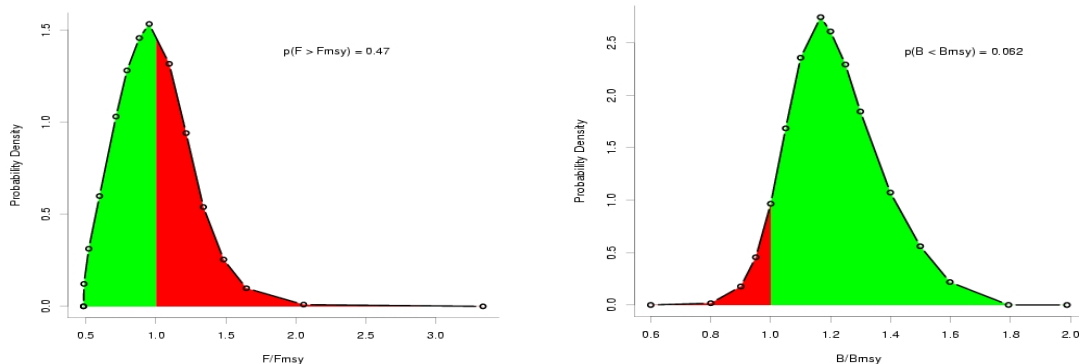 p(F > Fmsy) = 0.47
Probability Density
0.0
0.5
1.0
1.5
0.5 1.0 1.5 2.0 2.5 3.0
F/Fmsy
p(B < Bmsy) = 0.062
Probability Density
0.0
0.5
1.0
1.5
2.0
2.5
0.6 0.8 1.0 1.2 1.4 1.6 1.8 2.0
B/Bmsy